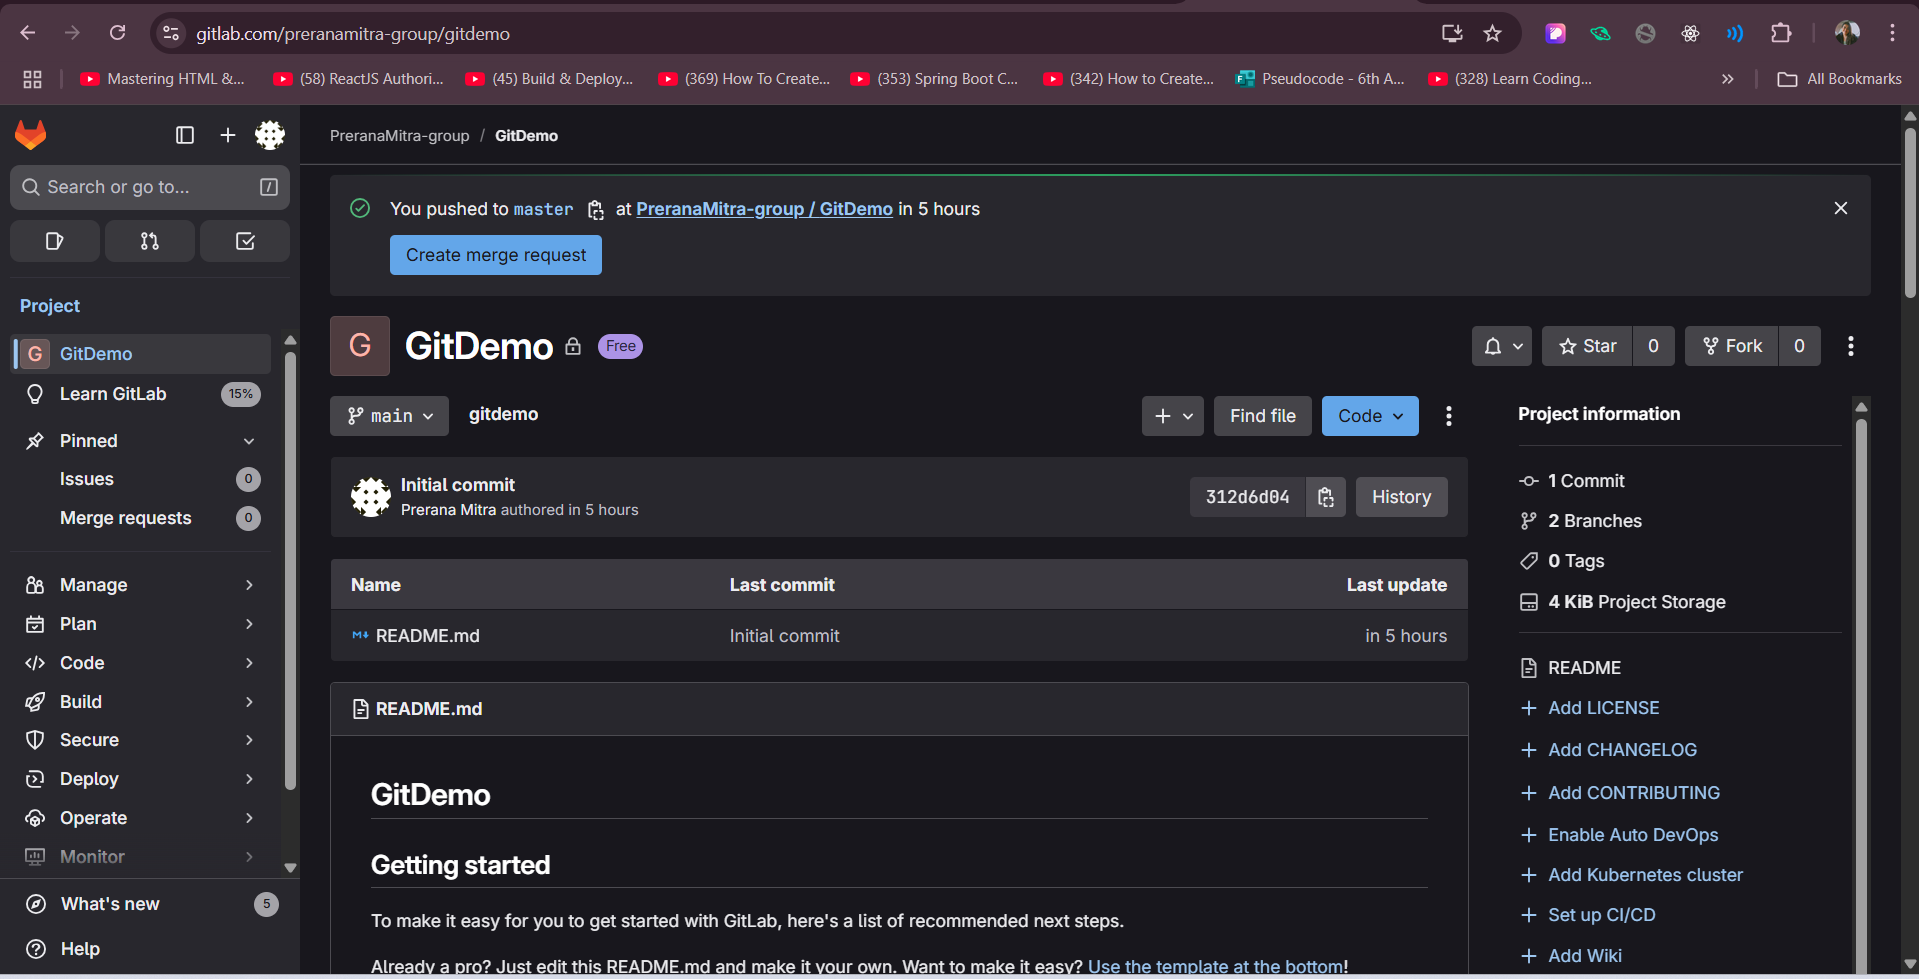 gitlab.com/preranamitra-group/gitdemo
Mastering HTML &...
(58) ReactJS Authori...
(45) Build & Deploy...
(369) How To Create...
(353) Spring Boot C...
(342) How to Create...
Pseudocode - 6th A...
(328) Learn Coding...
All Bookmarks
Search or go to...
/
Project
G GitDemo
Learn GitLab 15%
Pinned
Issues 0
Merge requests 0
Manage
Plan
Code
Build
Secure
Deploy
Operate
Monitor
What's new 5
Help
PreranaMitra-group / GitDemo
You pushed to master at PreranaMitra-group / GitDemo in 5 hours
Create merge request
G GitDemo Free
Star 0
Fork 0
main
gitdemo
Find file
Code
Initial commit
Prerana Mitra authored in 5 hours
312d6d04
History
Name Last commit Last update
README.md Initial commit in 5 hours
README.md
GitDemo
Getting started
To make it easy for you to get started with GitLab, here's a list of recommended next steps.
Already a pro? Just edit this README.md and make it your own. Want to make it easy? Use the template at the bottom!
Project information
1 Commit
2 Branches
0 Tags
4 KiB Project Storage
README
Add LICENSE
Add CHANGELOG
Add CONTRIBUTING
Enable Auto DevOps
Add Kubernetes cluster
Set up CI/CD
Add Wiki